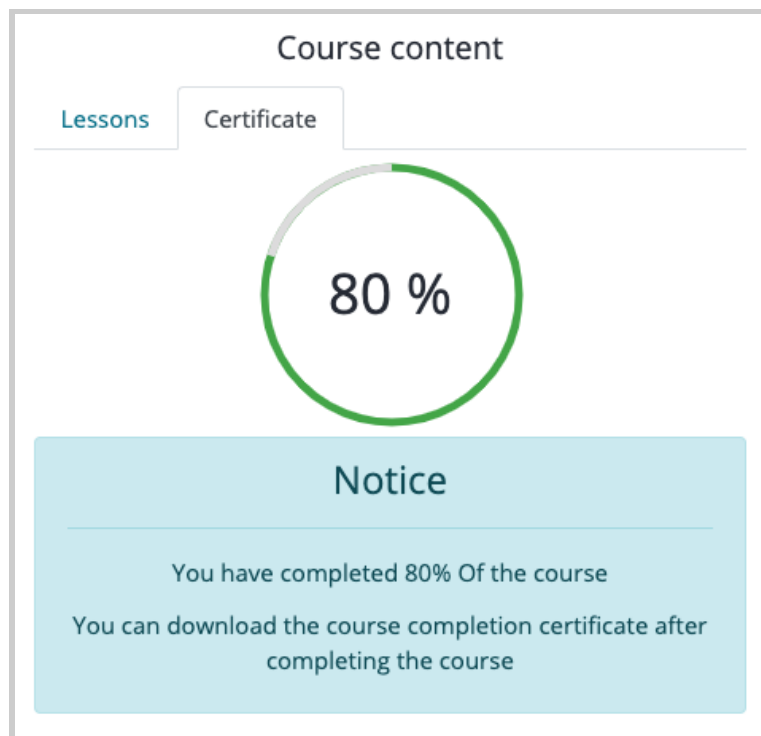 Course content
Lessons
Certificate
80 %
Notice
You have completed 80% Of the course
You can download the course completion certificate after
completing the course